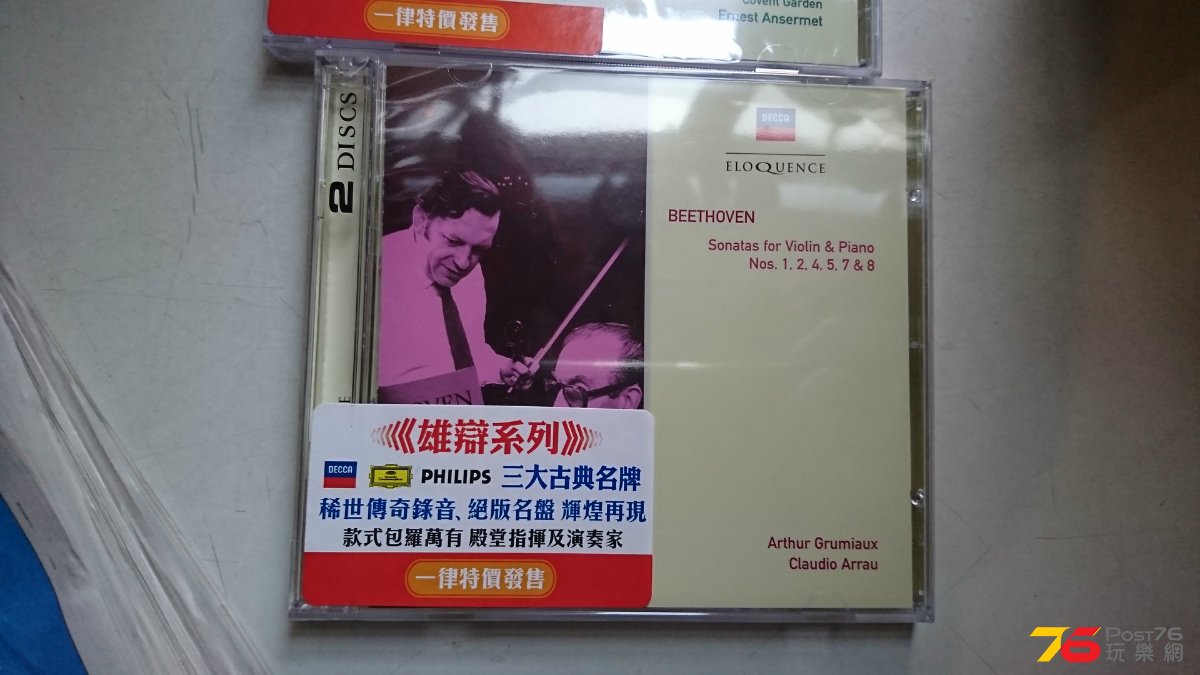 Covent Garden
Ernest Ansermet
一律特價發售
2 DISCS
DECCA
ELOQUENCE
BEETHOVEN
Sonatas for Violin & Piano
Nos. 1, 2, 4, 5, 7 & 8
《雄辯系列》
DECCA PHILIPS 三大古典名牌
稀世傳奇錄音、絕版名盤 輝煌再現
款式包羅萬有 殿堂指揮及演奏家
一律特價發售
Arthur Grumiaux
Claudio Arrau
76 POST76
玩樂網